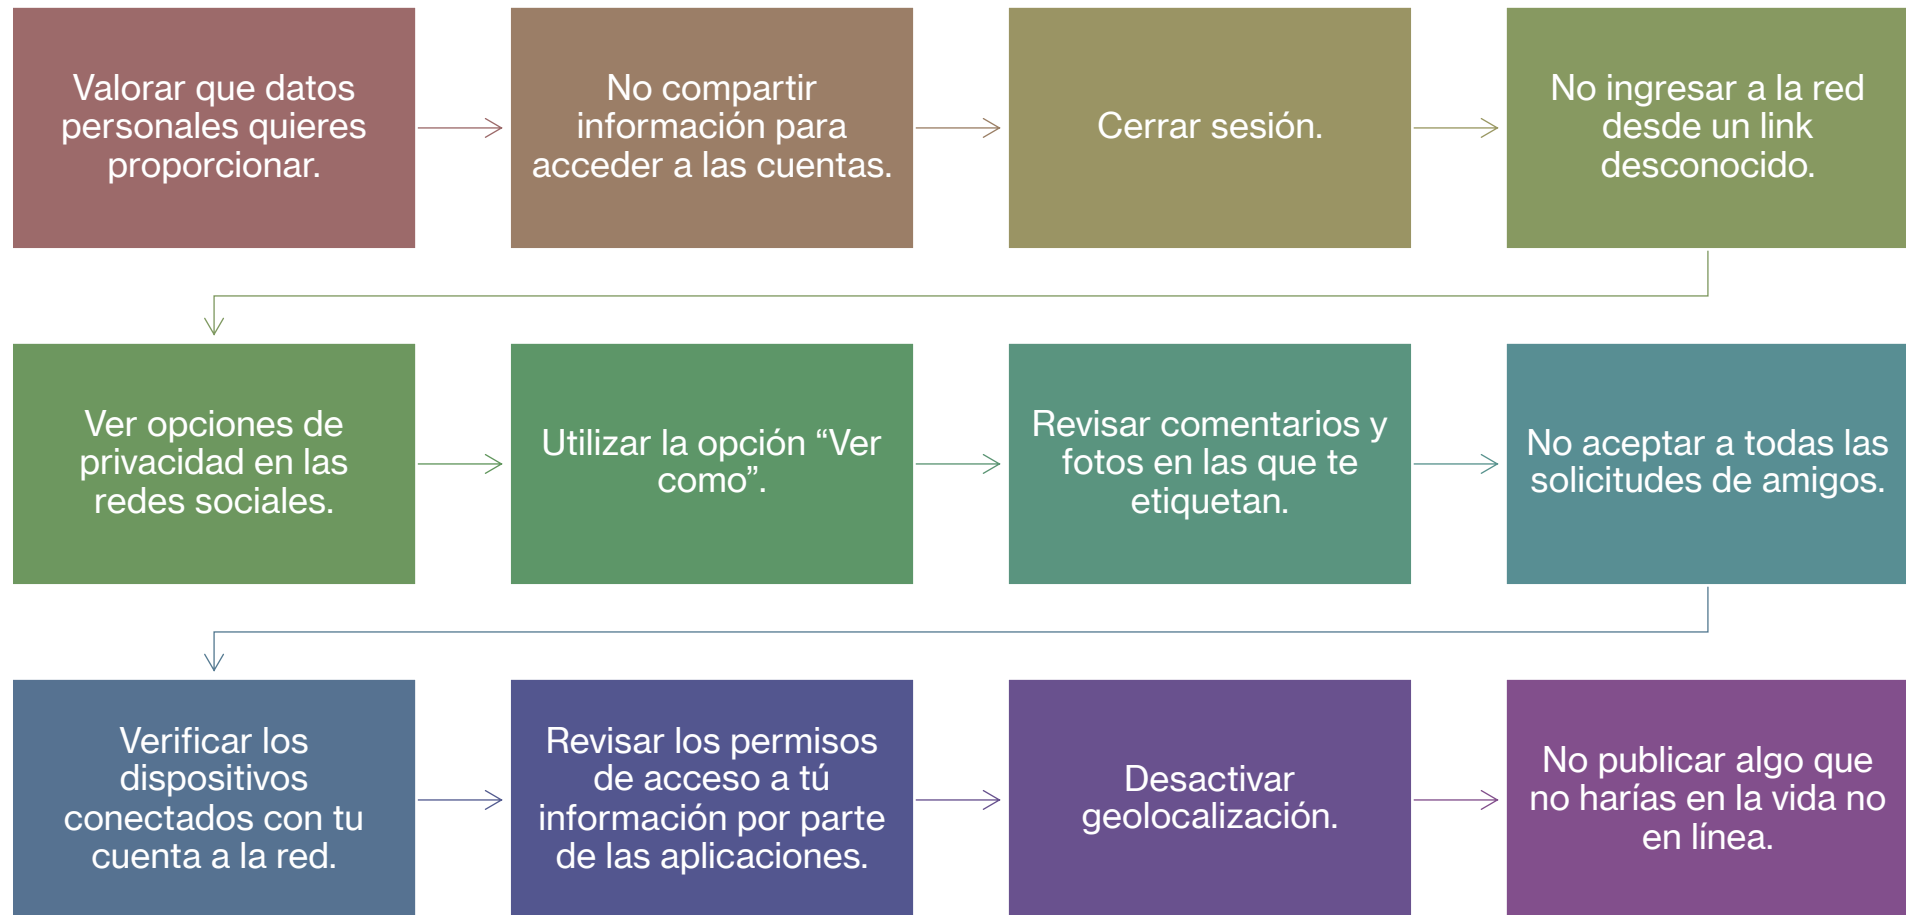 Valorar que datos
personales quieres
proporcionar.
No compartir
información para
acceder a las cuentas.
Cerrar sesión.
No ingresar a la red
desde un link
desconocido.
Ver opciones de
privacidad en las
redes sociales.
Utilizar la opción “Ver
como”.
Revisar comentarios y
fotos en las que te
etiquetan.
No aceptar a todas las
solicitudes de amigos.
Verificar los
dispositivos
conectados con tu
cuenta a la red.
Revisar los permisos
de acceso a tú
información por parte
de las aplicaciones.
Desactivar
geolocalización.
No publicar algo que
no harías en la vida no
en línea.